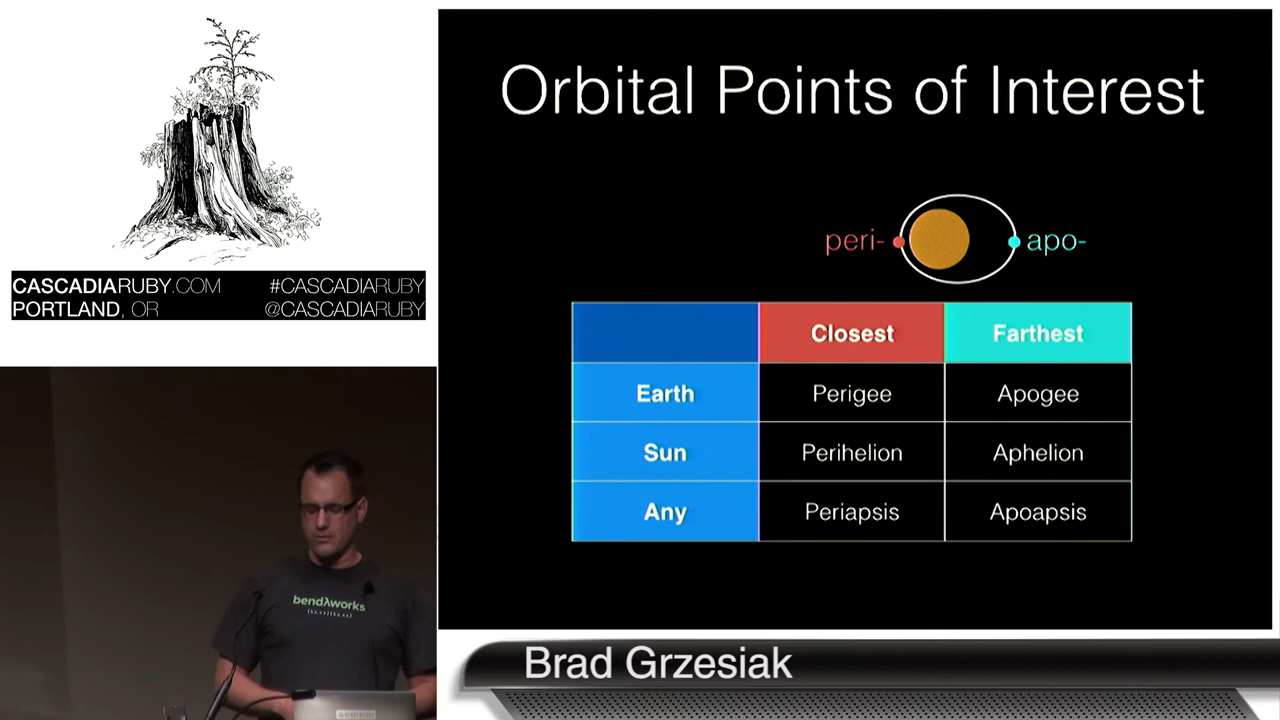 CASCADIARUBY.COM #CASCADIARUBY
PORTLAND, OR @CASCADIARUBY
Orbital Points of Interest
peri- apo-
Closest Farthest
Earth Perigee Apogee
Sun Perihelion Aphelion
Any Periapsis Apoapsis
bendλworks
Brad Grzesiak